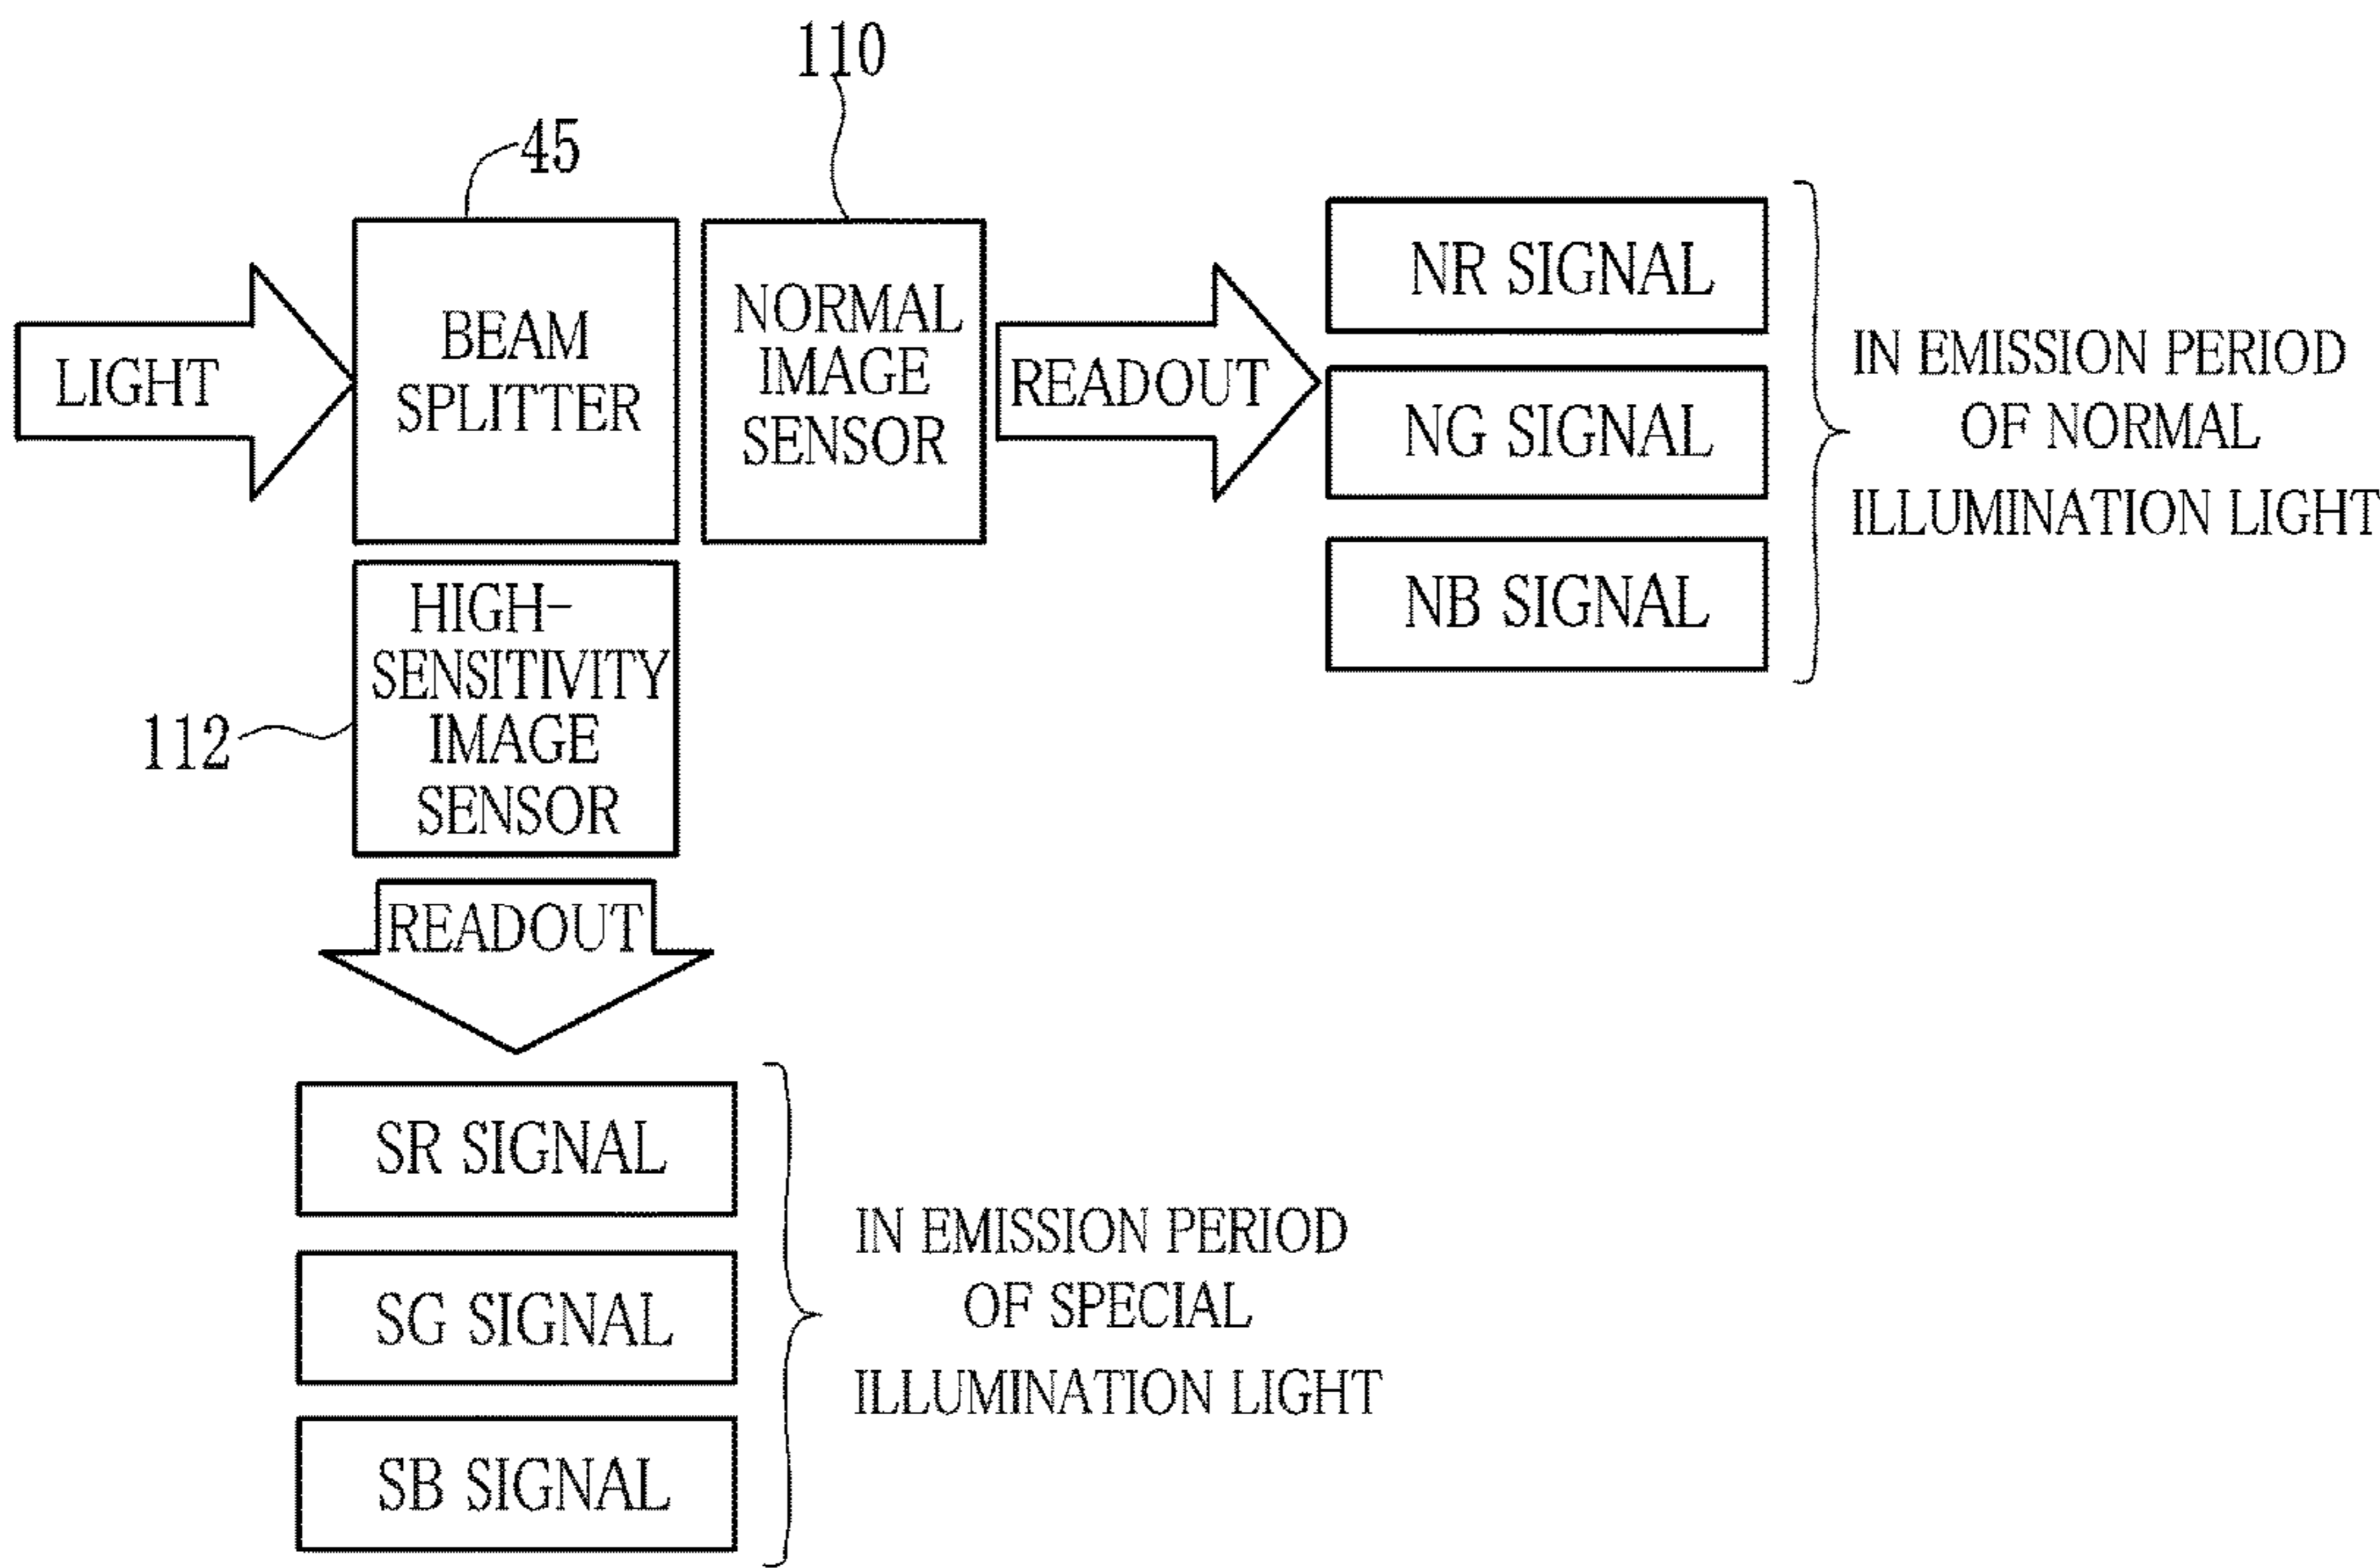 110
45
LIGHT
BEAM
SPLITTER
NORMAL
IMAGE
SENSOR
READOUT
NR SIGNAL
NG SIGNAL
NB SIGNAL
IN EMISSION PERIOD
OF NORMAL
ILLUMINATION LIGHT
112
HIGH-
SENSITIVITY
IMAGE
SENSOR
READOUT
SR SIGNAL
SG SIGNAL
SB SIGNAL
IN EMISSION PERIOD
OF SPECIAL
ILLUMINATION LIGHT